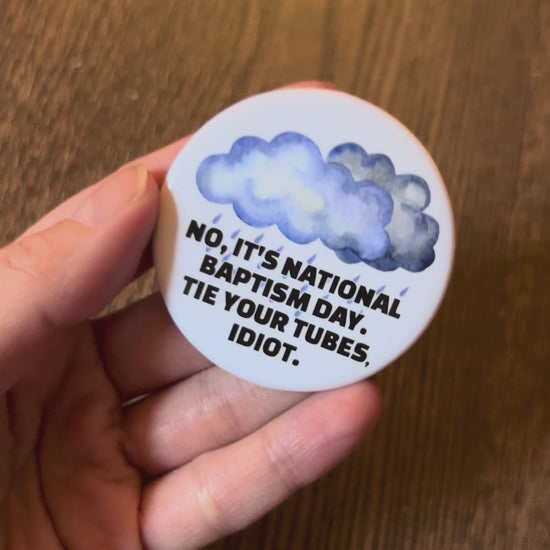 NO, IT'S NATIONAL
BAPTISM DAY.
TIE YOUR TUBES,
IDIOT.